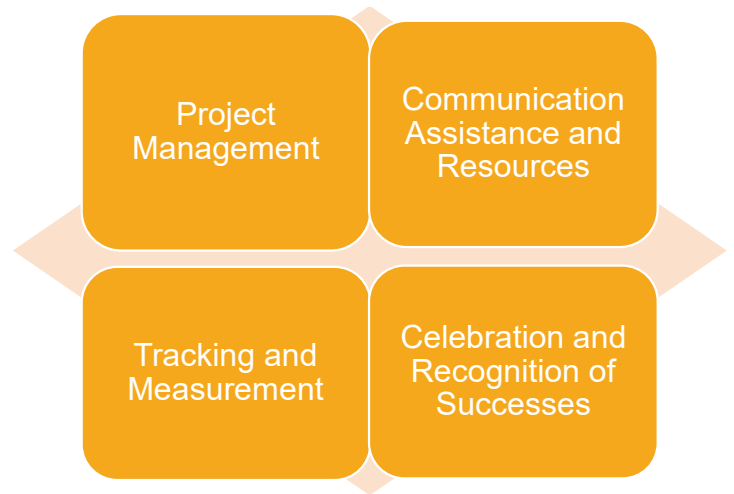 Project
Management
Communication
Assistance and
Resources
Tracking and
Measurement
Celebration and
Recognition of
Successes